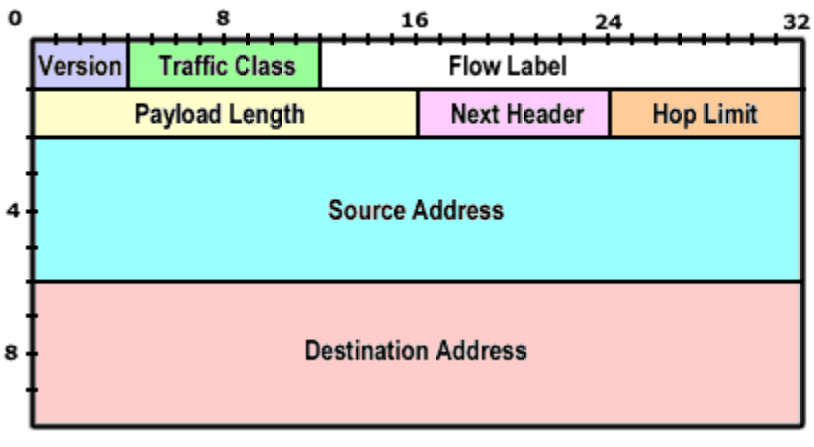 0 8 16 24 32
Version Traffic Class Flow Label
Payload Length Next Header Hop Limit
4 Source Address
8 Destination Address